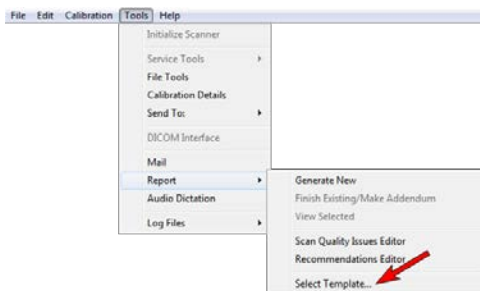 File Edit Calibration Tools Help
Initialize Scanner
Service Tools
File Tools
Calibration Details
Send To:
DICOM Interface
Mail
Report
Audio Dictation
Log Files
Generate New
Finish Existing/Make Addendum
View Selected
Scan Quality Issues Editor
Recommendations Editor
Select Template...